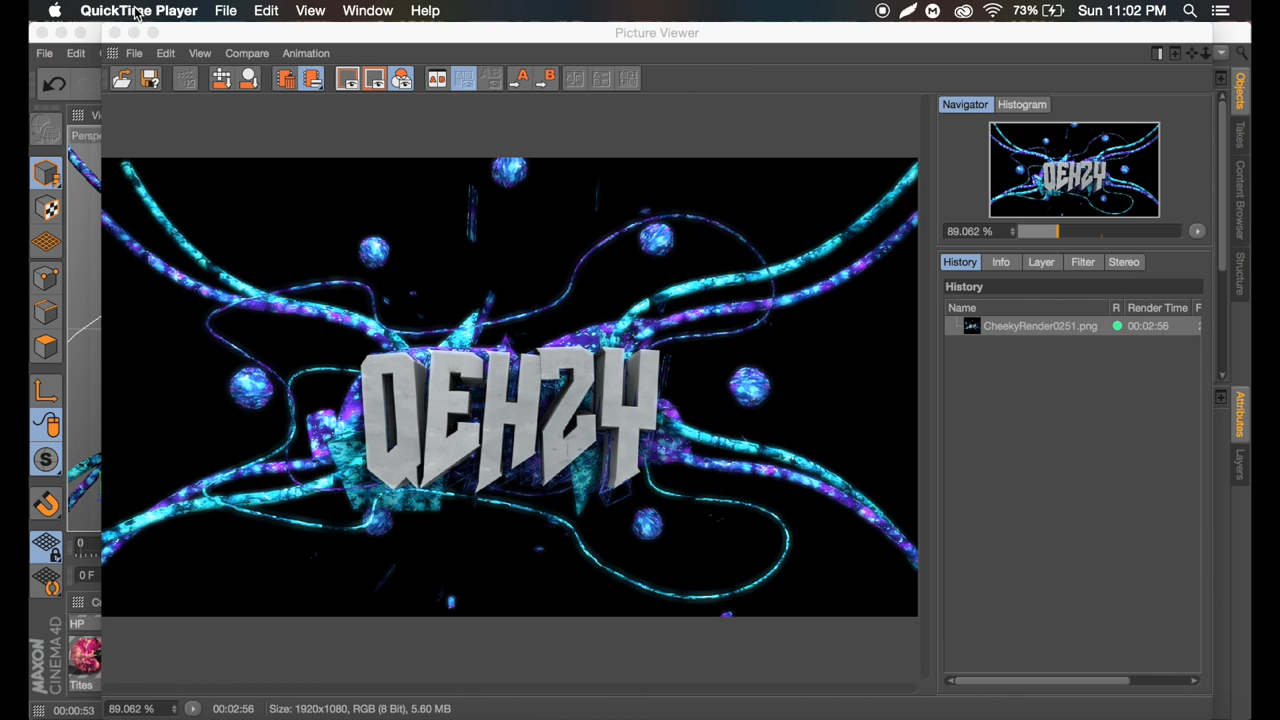 QuickTime Player File Edit View Window Help 73% Sun 11:02 PM
Picture Viewer
File Edit
File Edit View Compare Animation
Persp
Navigator Histogram
89.062 %
History Info Layer Filter Stereo
History
Name R Render Time F
CheekyRender0251.png 00:02:56
QEHZY
Objects
Takes
Content Browser
Structure
Attributes
Layers
0
0 F
HP
Tites
MAXON
CINEMA 4D
00:00:53 89.062 % 00:02:56 Size: 1920x1080, RGB (8 Bit), 5.60 MB